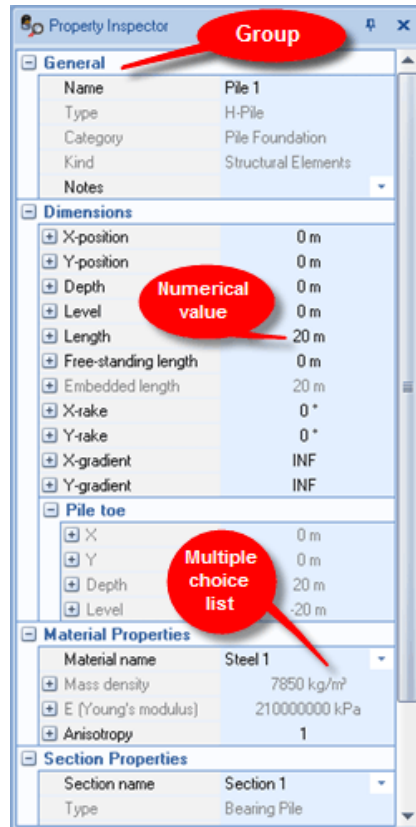 Property Inspector
Group
General
Name Pile 1
Type H-Pile
Category Pile Foundation
Kind Structural Elements
Notes
Dimensions
X-position 0 m
Y-position 0 m
Depth 0 m
Numerical
value
Level 0 m
Length 20 m
Free-standing length 0 m
Embedded length 20 m
X-rake 0 °
Y-rake 0 °
X-gradient INF
Y-gradient INF
Pile toe
X 0 m
Y 0 m
Multiple
choice
list
Depth 20 m
Level -20 m
Material Properties
Material name Steel 1
Mass density 7850 kg/m³
E (Young's modulus) 210000000 kPa
Anisotropy 1
Section Properties
Section name Section 1
Type Bearing Pile